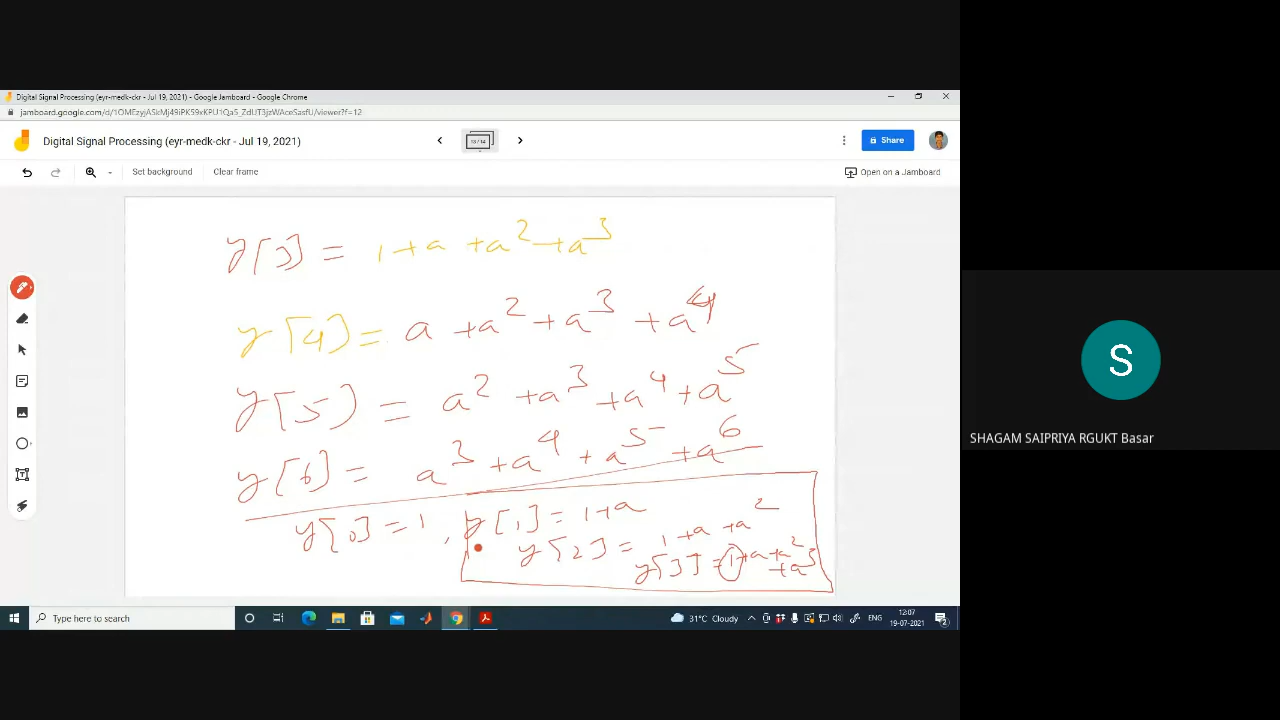 Digital Signal Processing (eyr-medk-ckr - Jul 19, 2021) - Google Jamboard - Google Chrome
Digital Signal Processing (eyr-medk-ckr - Jul 19, 2021)
13 / 14
Share
Set background
Clear frame
Open on a Jamboard
y[3] = 1 + a + a² + a³
y[4] = a + a² + a³ + a⁴
y[5] = a² + a³ + a⁴ + a⁵
y[6] = a³ + a⁴ + a⁵ + a⁶
y[0] = 1, y[1] = 1 + a
y[2] = 1 + a + a²
y[3] = 1 + a + a²
+ a³
S
SHAGAM SAIPRIYA RGUKT Basar
Type here to search
31°C Cloudy
ENG
12:07
19-07-2021
2